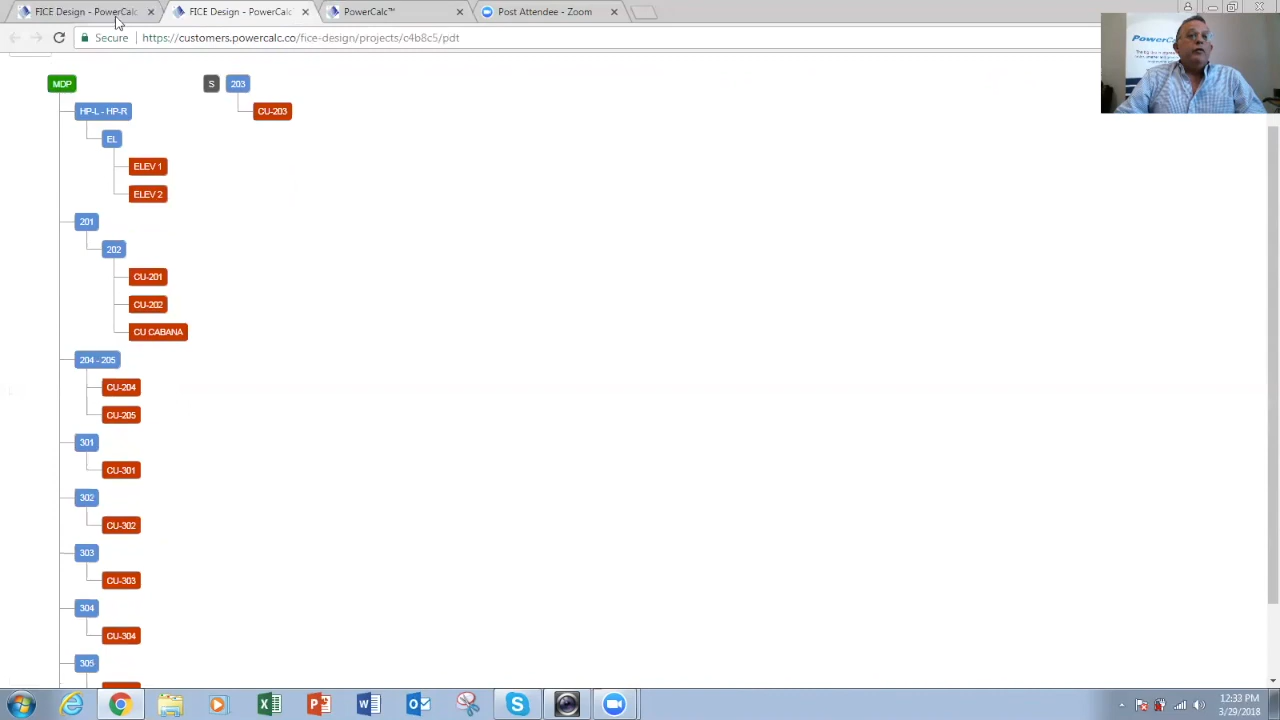 FICE Design - PowerCalc
FICE Design - PowerCalc
PowerCalc™
Post Attendee - Zoom
Secure
https://customers.powercalc.co/fice-design/projects/c4b8c5/pdt
MDP
S
203
HP-L - HP-R
CU-203
EL
ELEV 1
ELEV 2
201
202
CU-201
CU-202
CU CABANA
204 - 205
CU-204
CU-205
301
CU-301
302
CU-302
303
CU-303
304
CU-304
305
12:33 PM
3/29/2018